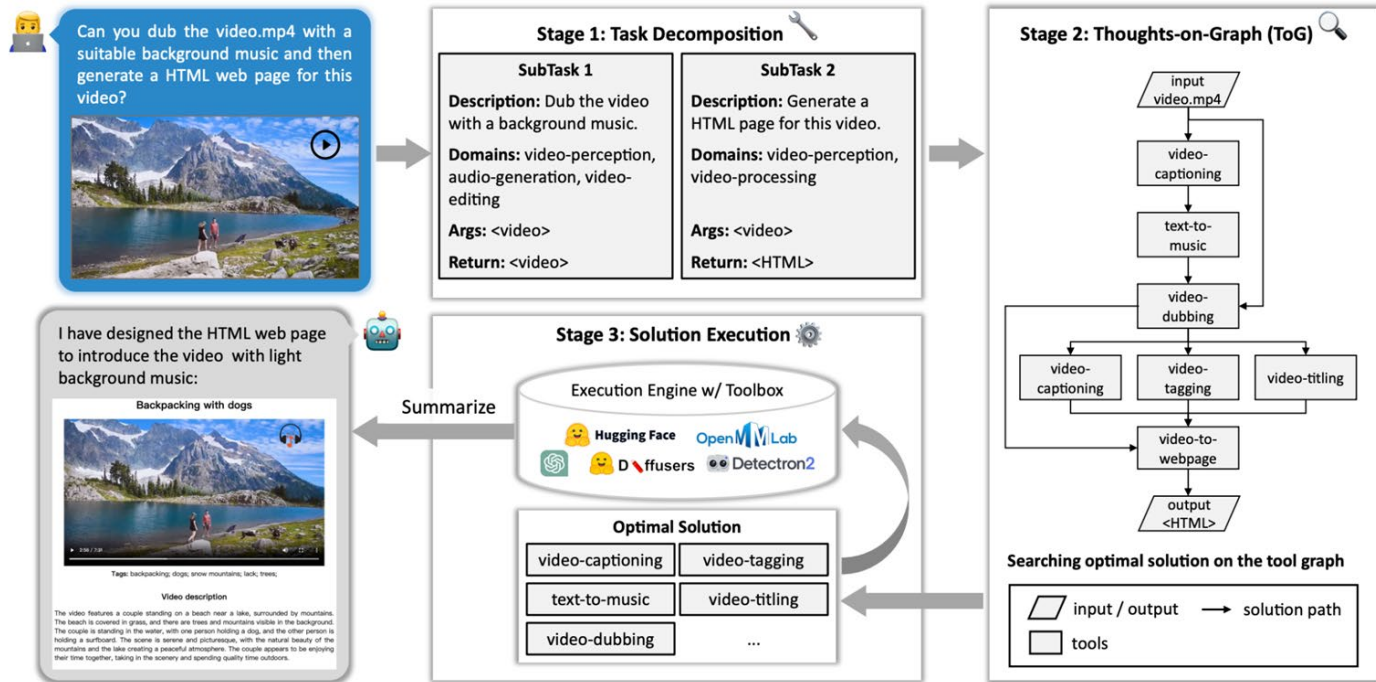 Can you dub the video.mp4 with a
suitable background music and then
generate a HTML web page for this
video?
Stage 1: Task Decomposition
SubTask 1
Description: Dub the video
with a background music.
Domains: video-perception,
audio-generation, video-
editing
Args: <video>
Return: <video>
SubTask 2
Description: Generate a
HTML page for this video.
Domains: video-perception,
video-processing
Args: <video>
Return: <HTML>
Stage 2: Thoughts-on-Graph (ToG)
input
video.mp4
video-
captioning
text-to-
music
video-
dubbing
video-
captioning
video-
tagging
video-titling
video-to-
webpage
output
<HTML>
Searching optimal solution on the tool graph
input / output
solution path
tools
Stage 3: Solution Execution
Execution Engine w/ Toolbox
Hugging Face
OpenMMLab
D ffusers
Detectron2
Optimal Solution
video-captioning
video-tagging
text-to-music
video-titling
video-dubbing
...
Summarize
I have designed the HTML web page
to introduce the video with light
background music:
Backpacking with dogs
Tags: backpacking; dogs; snow mountains; lack; trees;
Video description
The video features a couple standing on a beach near a lake, surrounded by mountains.
The beach is covered in grass, and there are trees and mountains visible in the background.
The couple is standing in the water, with one person holding a dog, and the other person is
holding a surfboard. The scene is serene and picturesque, with the natural beauty of the
mountains and the lake creating a peaceful atmosphere. The couple appears to be enjoying
their time together, taking in the scenery and spending quality time outdoors.